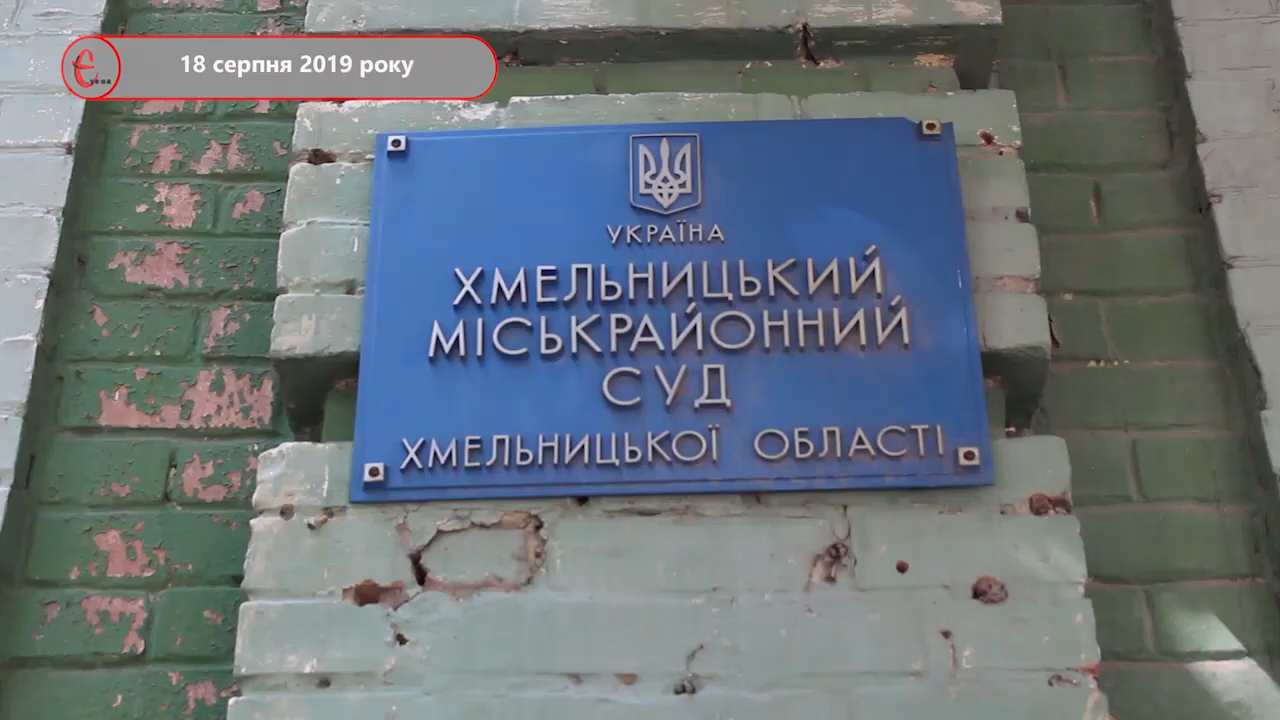 18 серпня 2019 року
УКРАЇНА
ХМЕЛЬНИЦЬКИЙ
МІСЬКРАЙОННИЙ
СУД
ХМЕЛЬНИЦЬКОЇ ОБЛАСТІ